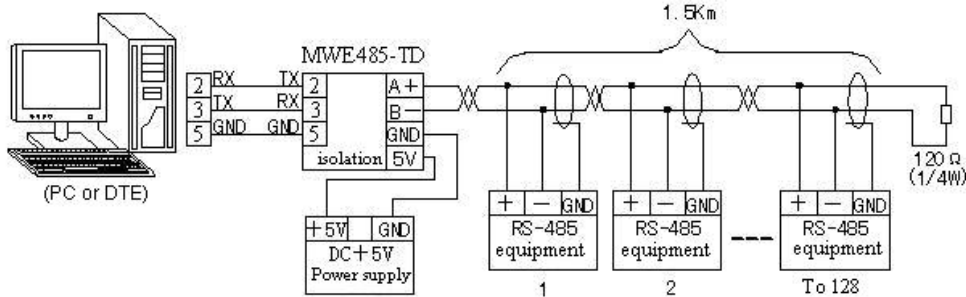 1.5Km
MWE485-TD
2 RX TX 2 A+
3 TX RX 3 B-
5 GND GND 5 GND
isolation 5V
120Ω
(1/4W)
(PC or DTE)
+5V GND
DC+5V
Power supply
+ - GND
RS-485
equipment
1
+ - GND
RS-485
equipment
2
+ - GND
RS-485
equipment
To 128